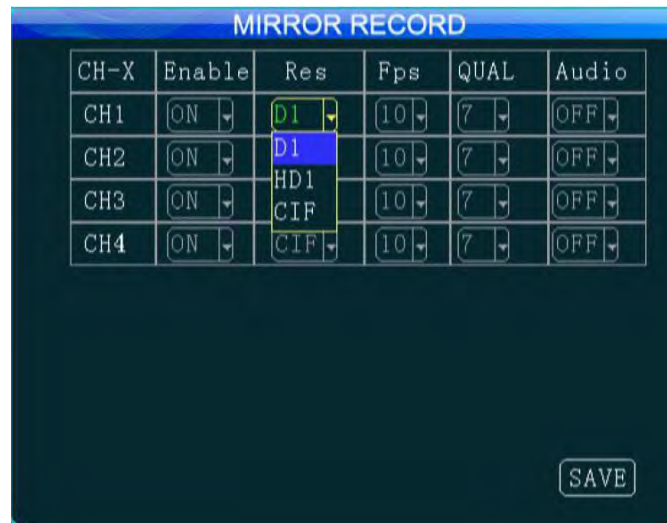 MIRROR RECORD
CH-X Enable Res Fps QUAL Audio
CH1 ON D1 10 7 OFF
CH2 ON D1 10 7 OFF
HD1
CH3 ON CIF 10 7 OFF
CH4 ON CIF 10 7 OFF
SAVE